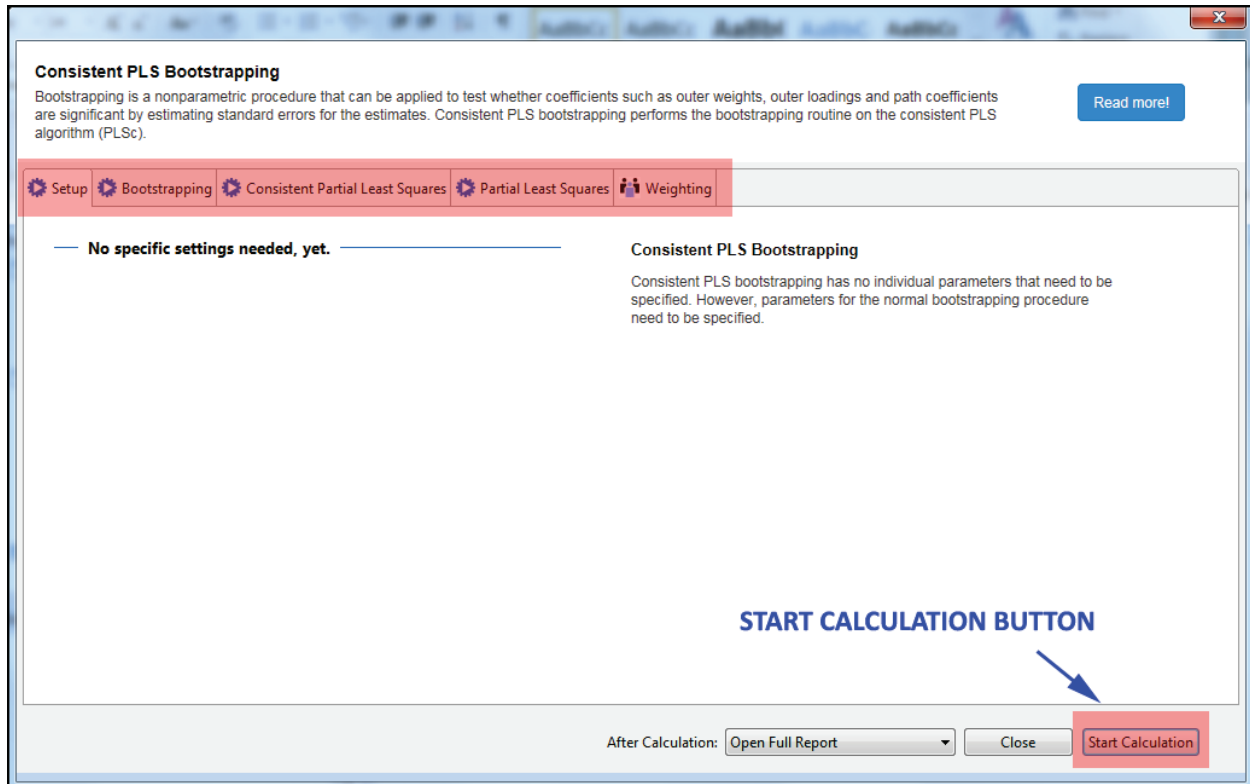 Consistent PLS Bootstrapping
Bootstrapping is a nonparametric procedure that can be applied to test whether coefficients such as outer weights, outer loadings and path coefficients
are significant by estimating standard errors for the estimates. Consistent PLS bootstrapping performs the bootstrapping routine on the consistent PLS
algorithm (PLSc).
Read more!
Setup Bootstrapping Consistent Partial Least Squares Partial Least Squares Weighting
No specific settings needed, yet.
Consistent PLS Bootstrapping
Consistent PLS bootstrapping has no individual parameters that need to be
specified. However, parameters for the normal bootstrapping procedure
need to be specified.
START CALCULATION BUTTON
After Calculation: Open Full Report Close Start Calculation